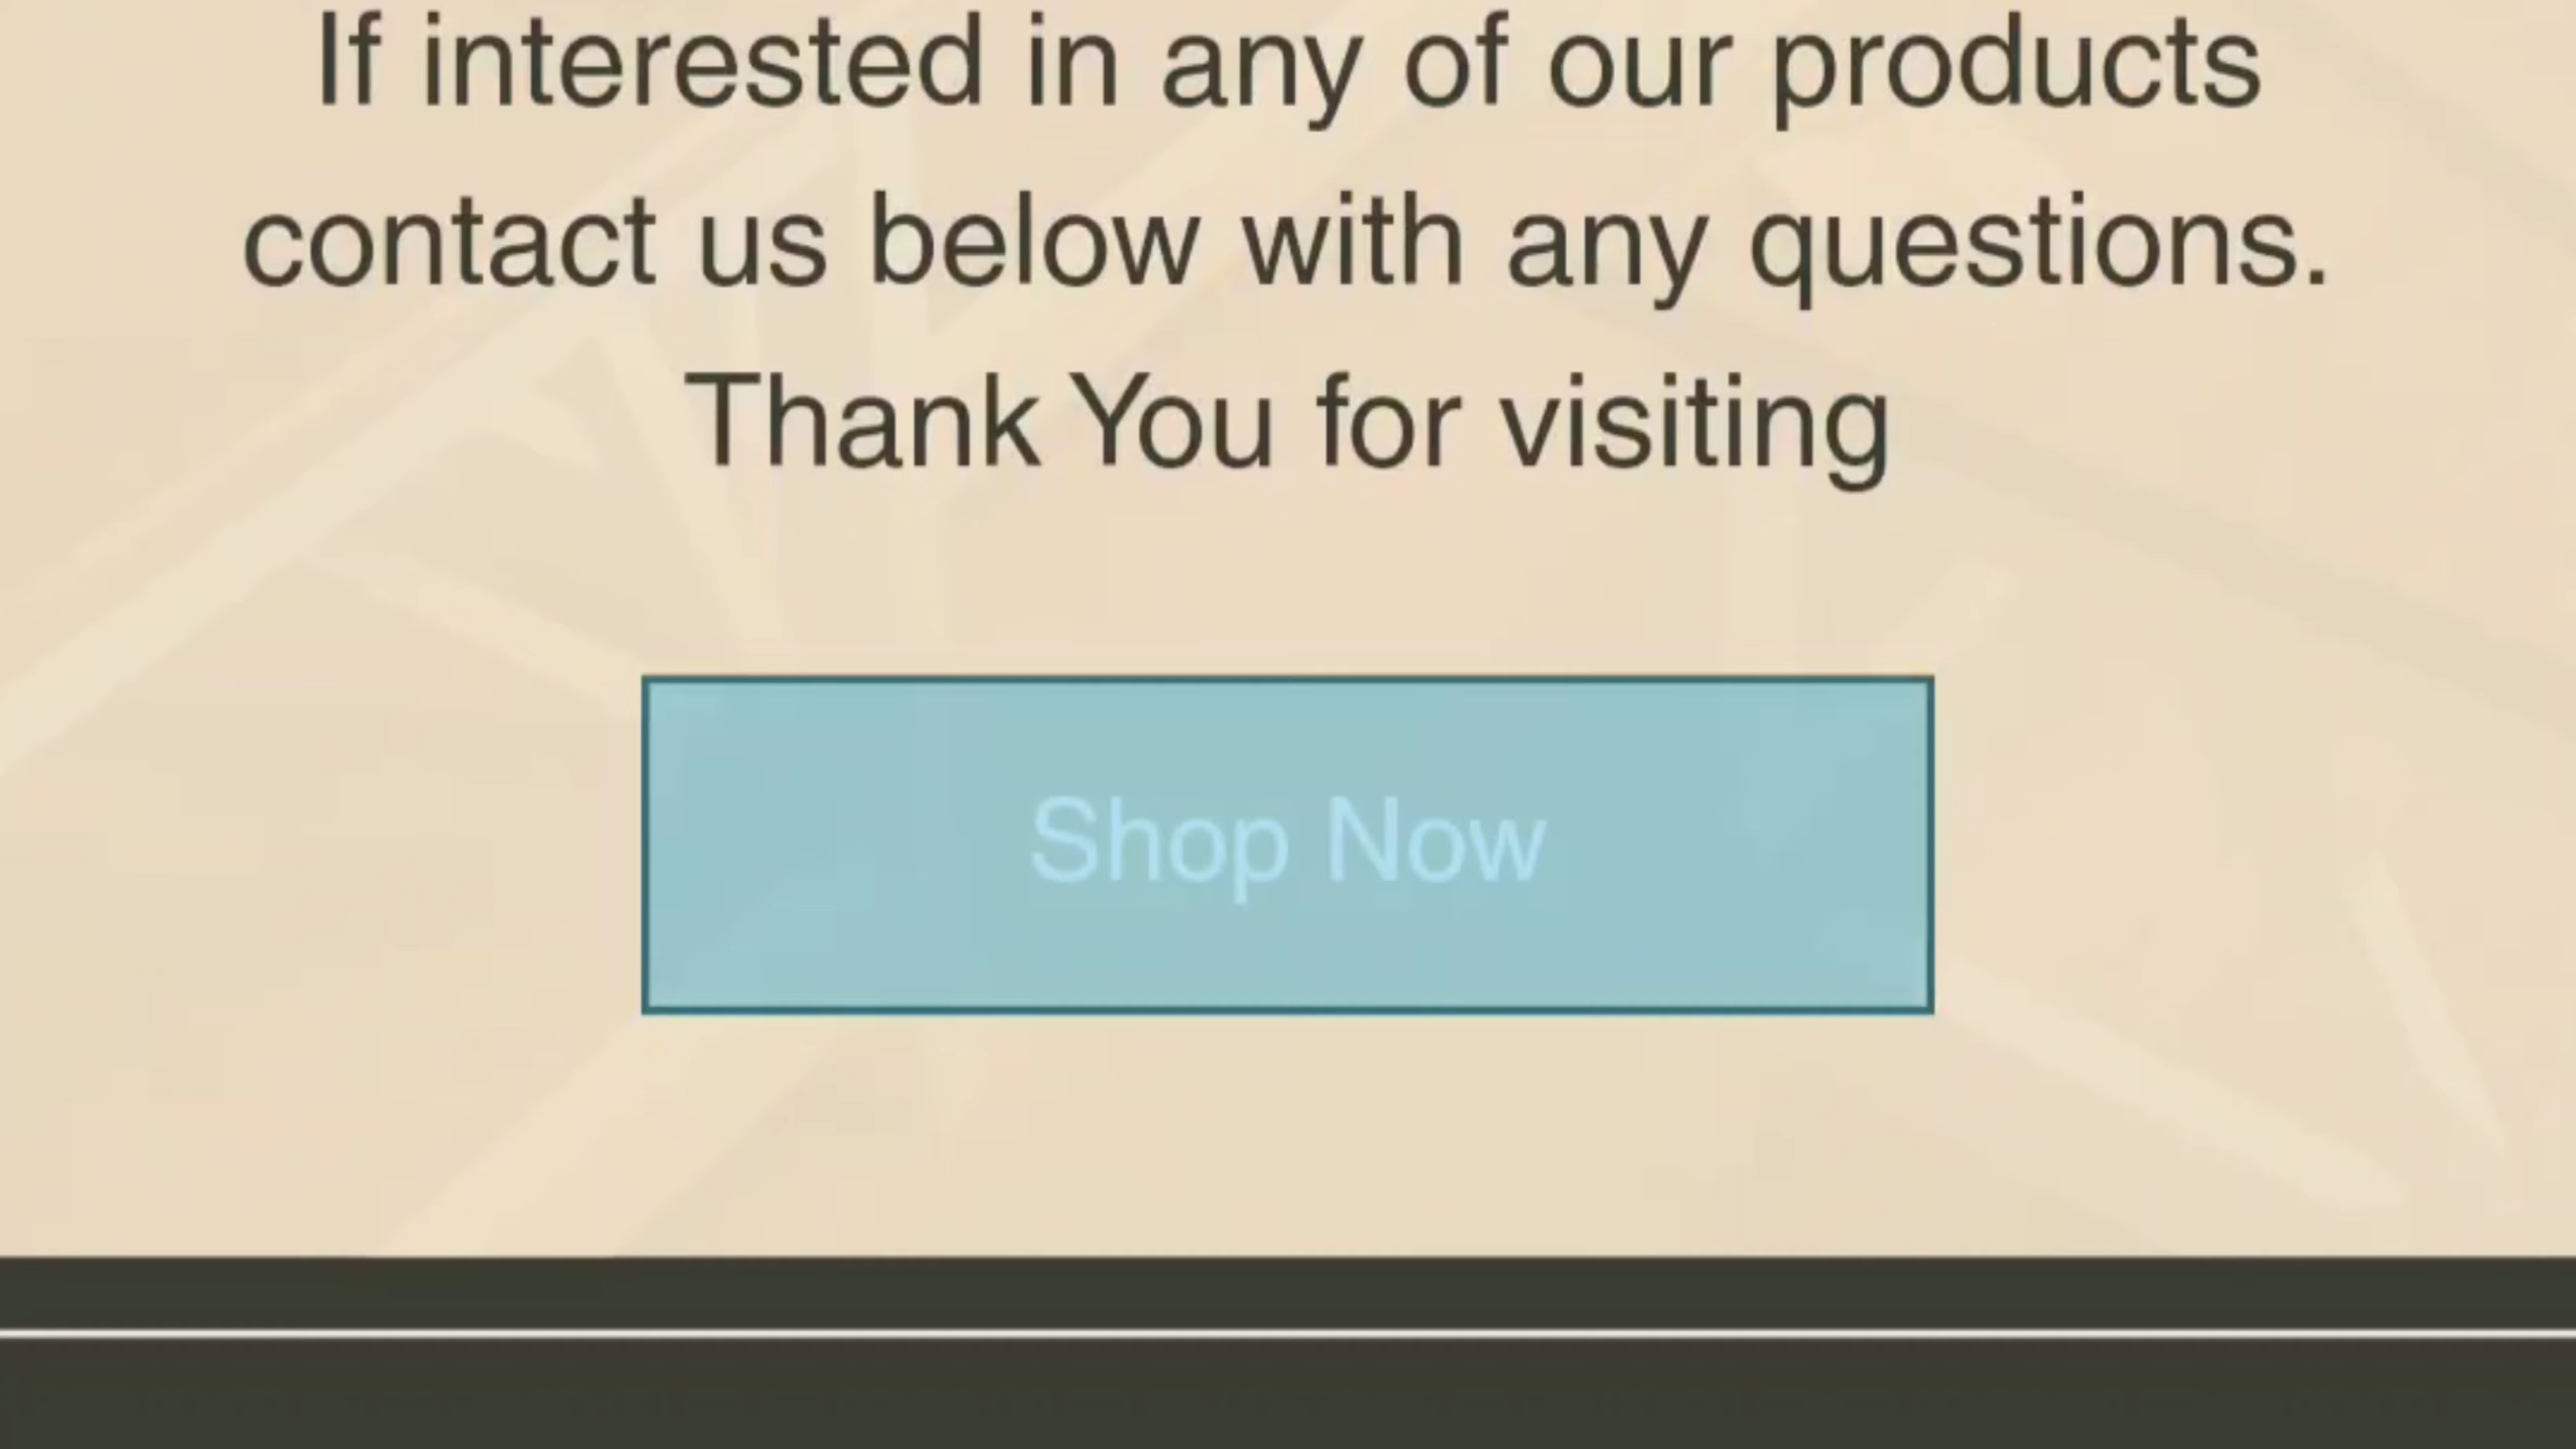 If interested in any of our products
contact us below with any questions.
Thank You for visiting
Shop Now